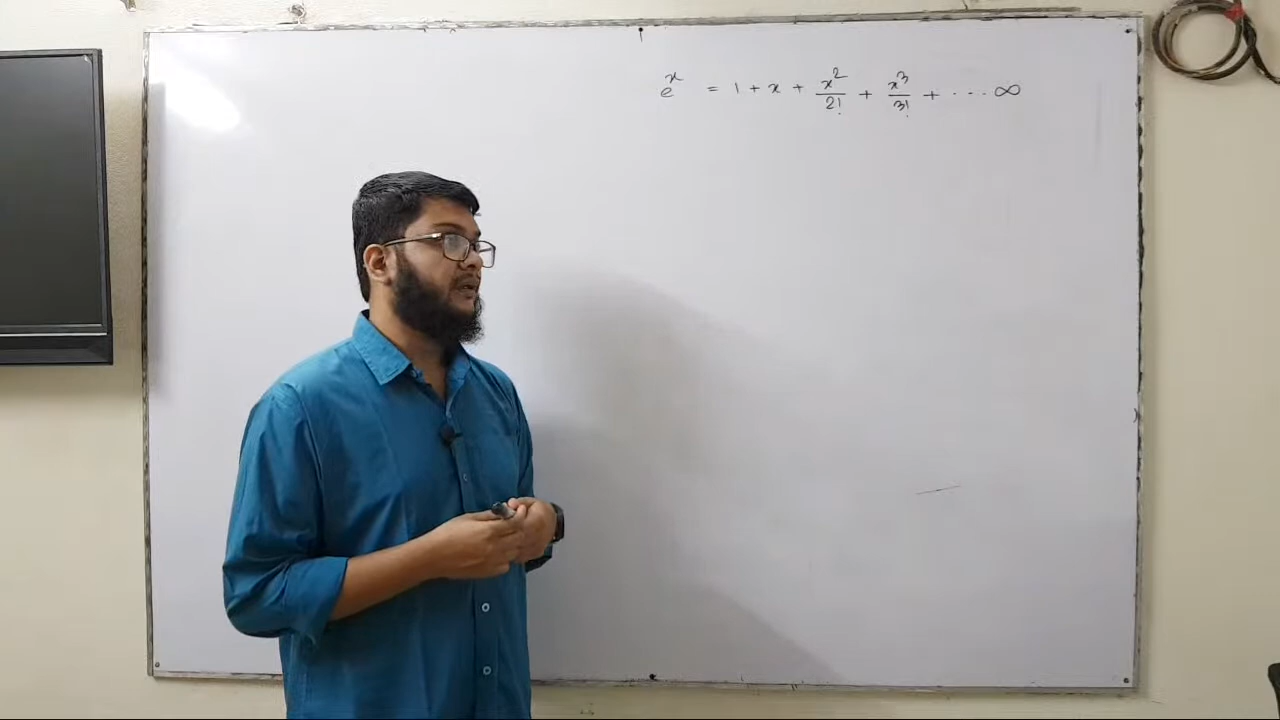 e^x = 1 + x + x^2/2! + x^3/3! + ... ∞